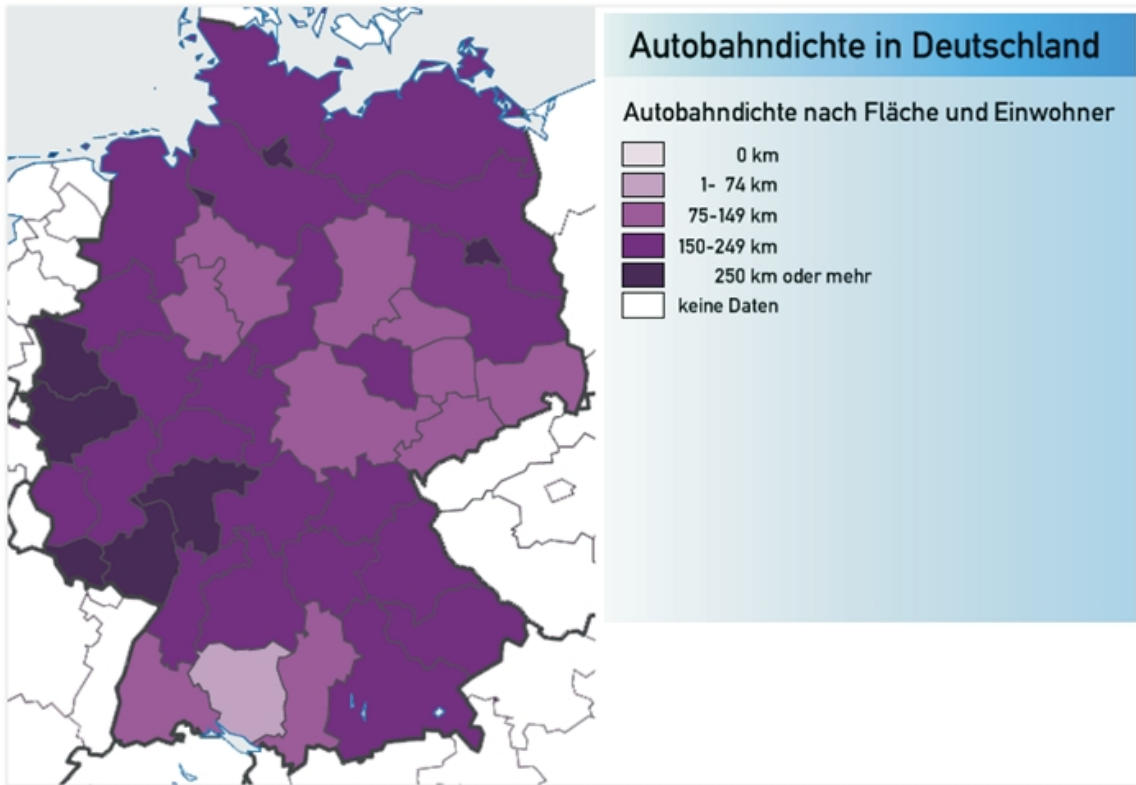 Autobahndichte in Deutschland
Autobahndichte nach Fläche und Einwohner
0 km
1- 74 km
75-149 km
150-249 km
250 km oder mehr
keine Daten